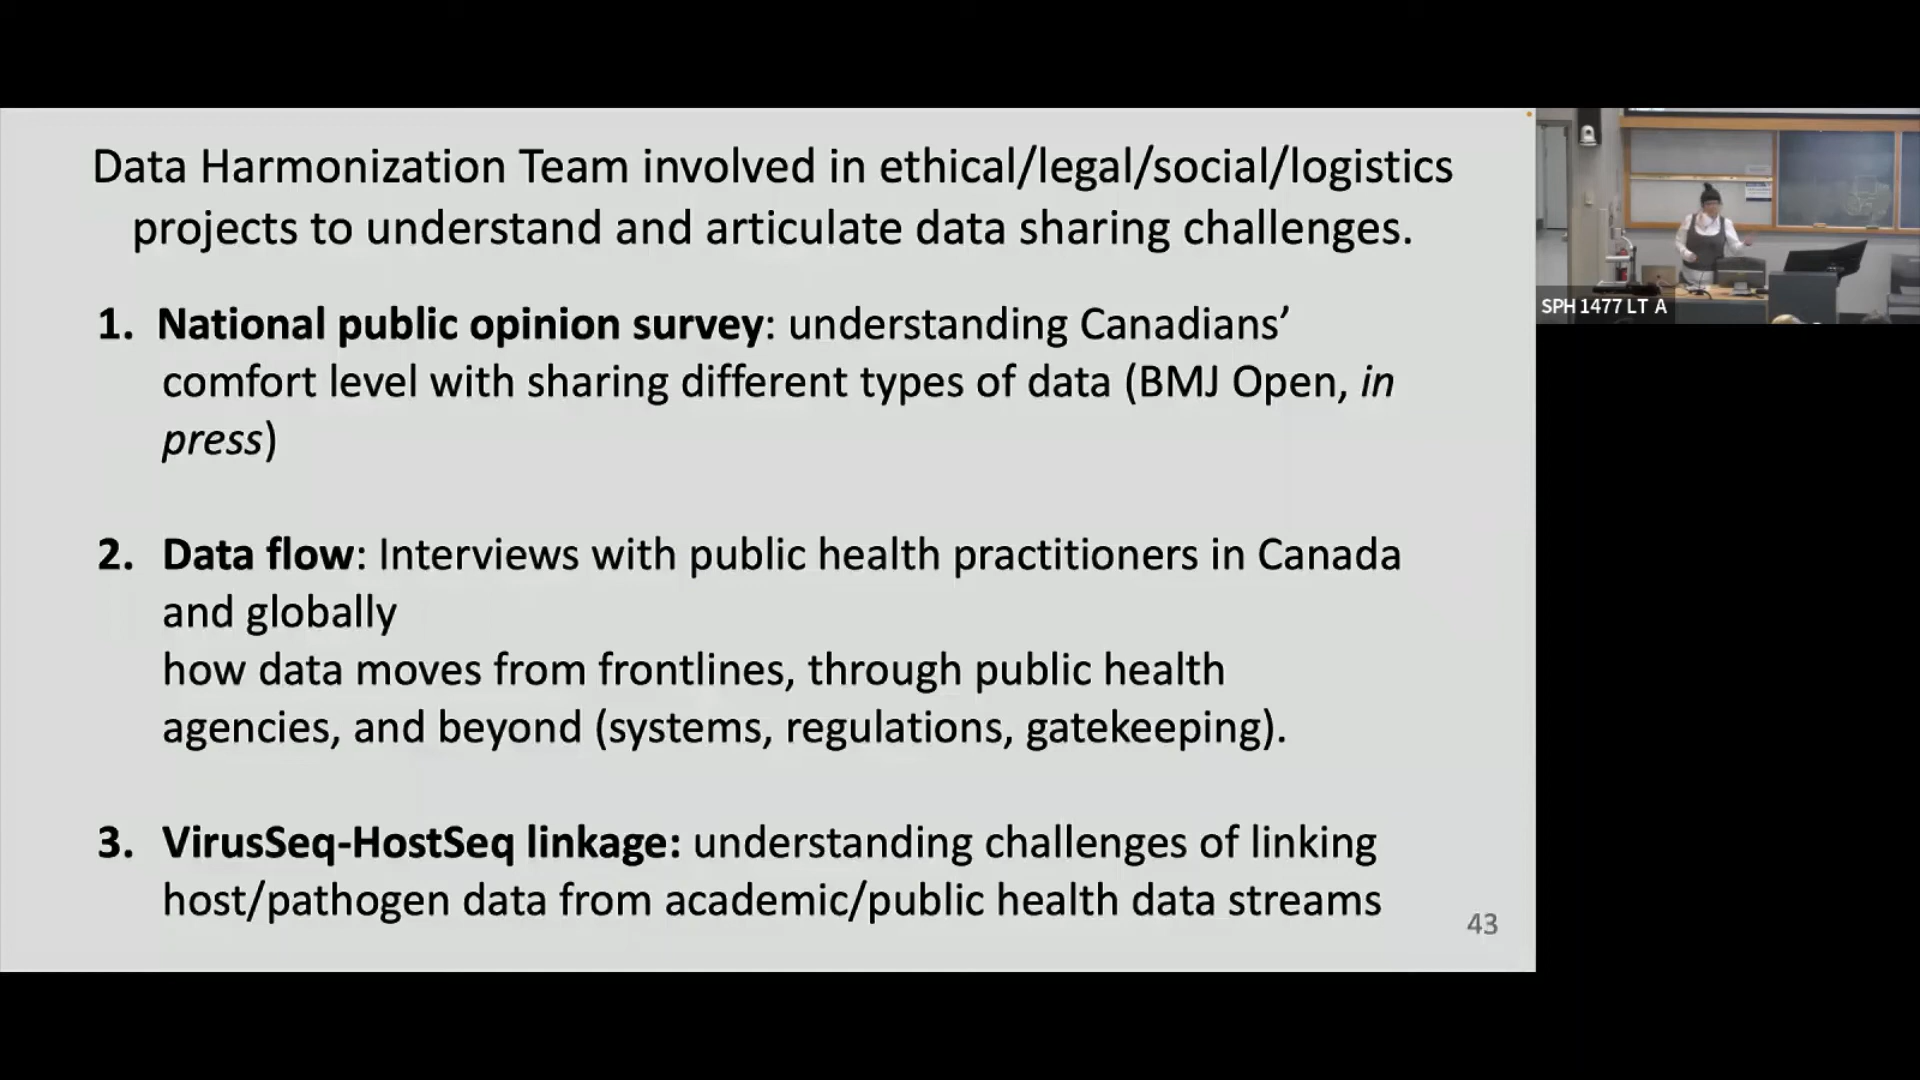 Data Harmonization Team involved in ethical/legal/social/logistics
projects to understand and articulate data sharing challenges.
1. National public opinion survey: understanding Canadians’
comfort level with sharing different types of data (BMJ Open, in
press)
2. Data flow: Interviews with public health practitioners in Canada
and globally
how data moves from frontlines, through public health
agencies, and beyond (systems, regulations, gatekeeping).
3. VirusSeq-HostSeq linkage: understanding challenges of linking
host/pathogen data from academic/public health data streams
43
SPH 1477 LT A